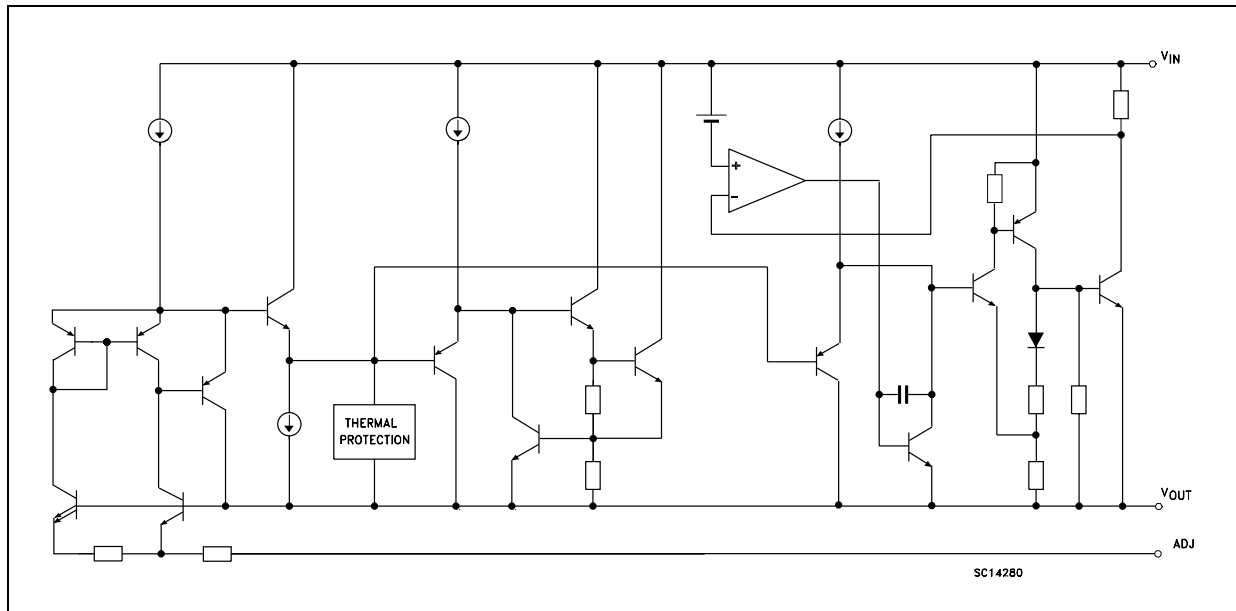 VIN
+
-
THERMAL
PROTECTION
VOUT
ADJ
SC14280